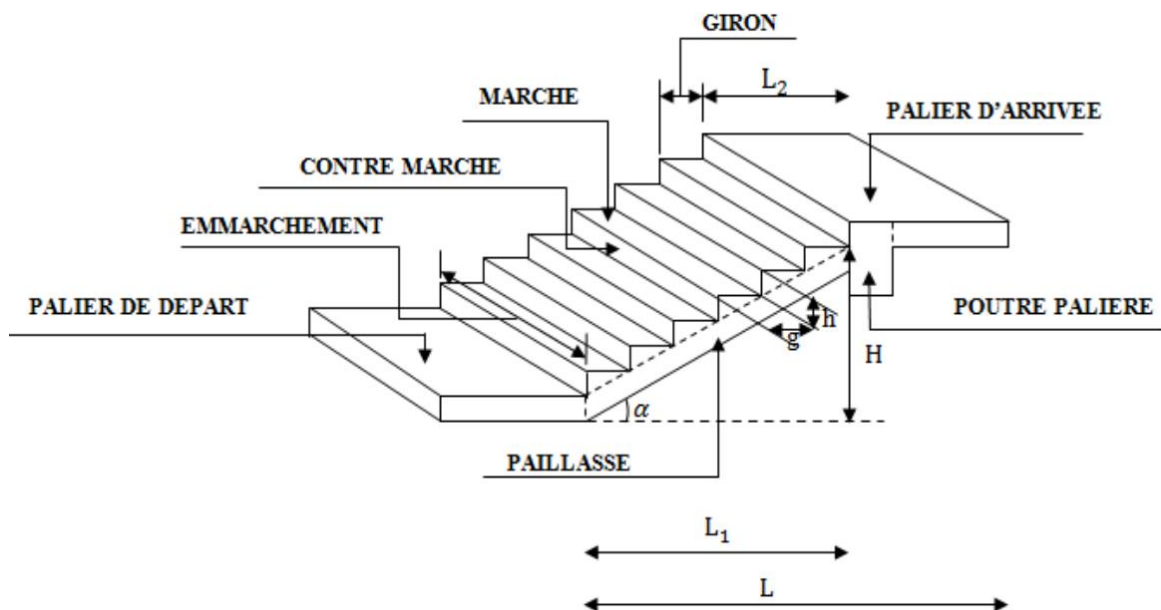 GIRON
L2
MARCHE
PALIER D'ARRIVEE
CONTRE MARCHE
EMMARCHEMENT
PALIER DE DEPART
h
POUTRE PALIERE
g
H
α
PAILLASSE
L1
L